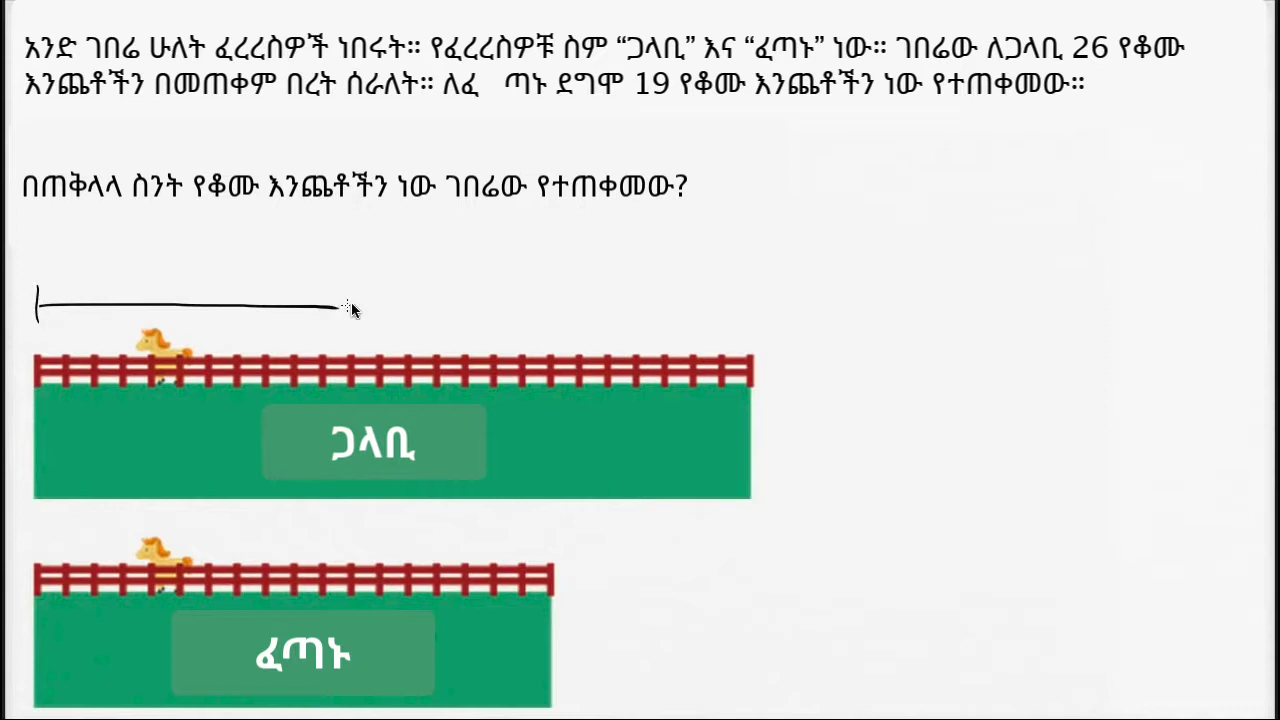 አንድ ገበሬ ሁለት ፈረረስዎች ነበሩት። የፈረረስዎቹ ስም “ጋላቢ” እና “ፈጣኑ” ነው። ገበሬው ለጋላቢ 26 የቆሙ
እንጨቶችን በመጠቀም በረት ሰራለት። ለፈ ጣኑ ደግሞ 19 የቆሙ እንጨቶችን ነው የተጠቀመው።
በጠቅላላ ስንት የቆሙ እንጨቶችን ነው ገበሬው የተጠቀመው?
ጋላቢ
ፈጣኑ